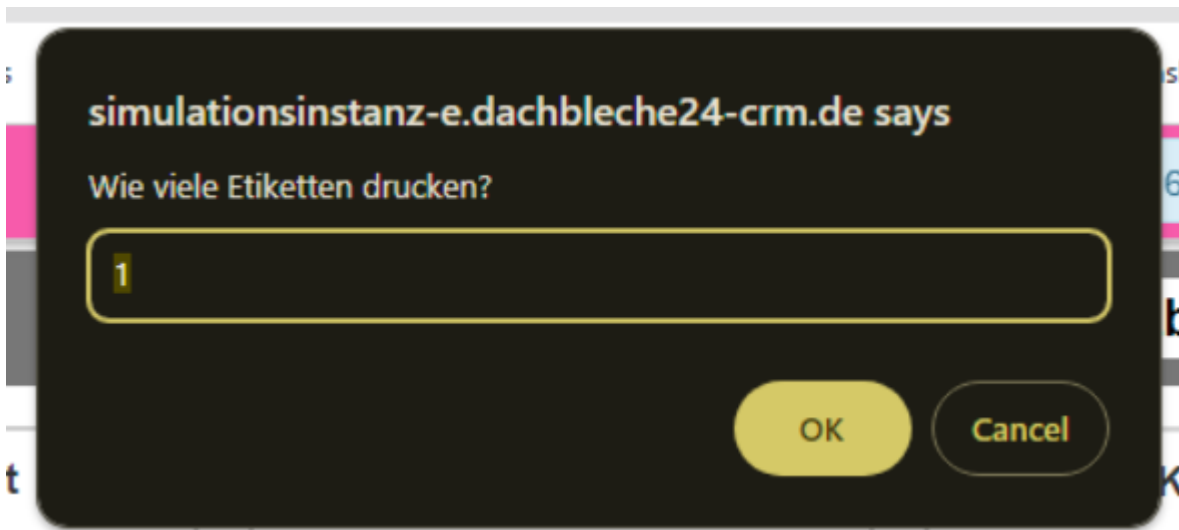 simulationsinstanz-e.dachbleche24-crm.de says
Wie viele Etiketten drucken?
1
OK Cancel